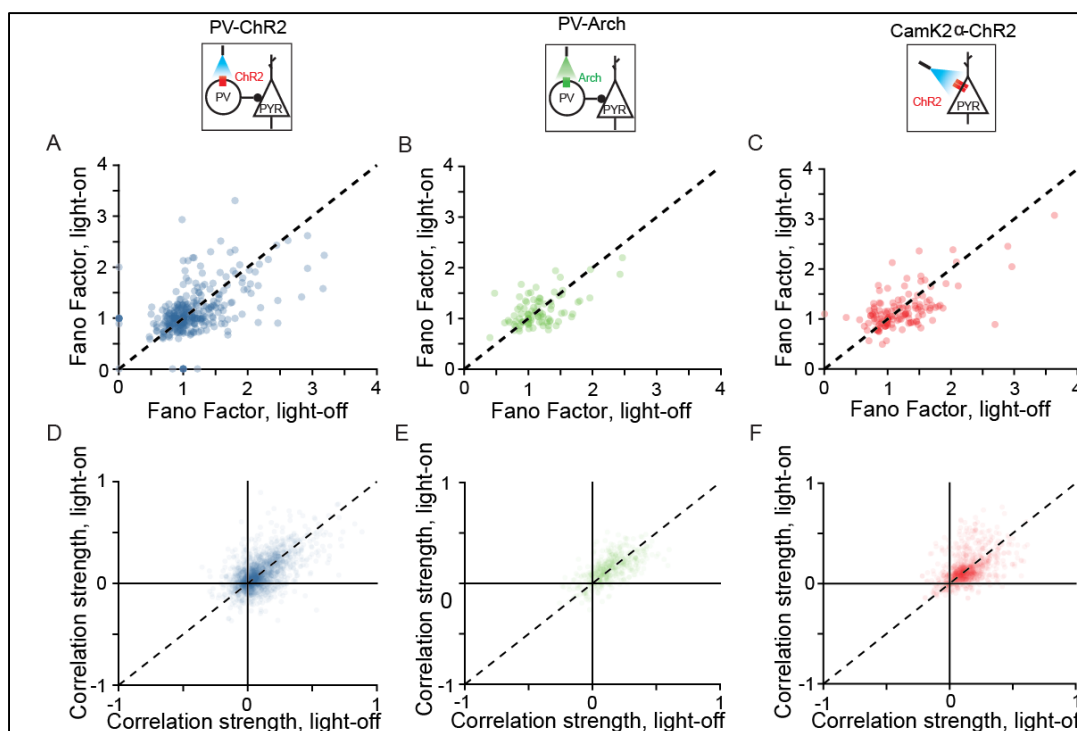 PV-ChR2
PV-Arch
CamK2α-ChR2
ChR2
PV
PYR
Arch
PV
PYR
ChR2
PYR
A
Fano Factor, light-on
4
3
2
1
0
0 1 2 3 4
Fano Factor, light-off
B
Fano Factor, light-on
4
3
2
1
0
0 1 2 3 4
Fano Factor, light-off
C
Fano Factor, light-on
4
3
2
1
0
0 1 2 3 4
Fano Factor, light-off
D
Correlation strength, light-on
1
0
-1
-1 0 1
Correlation strength, light-off
E
Correlation strength, light-on
1
0
-1
-1 0 1
Correlation strength, light-off
F
Correlation strength, light-on
1
0
-1
-1 0 1
Correlation strength, light-off